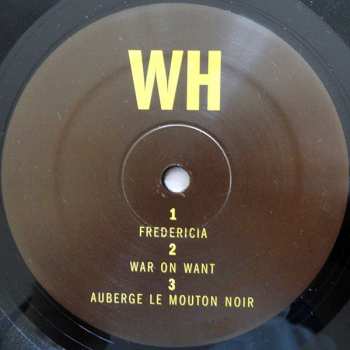 WH
1
FREDERICIA
2
WAR ON WANT
3
AUBERGE LE MOUTON NOIR